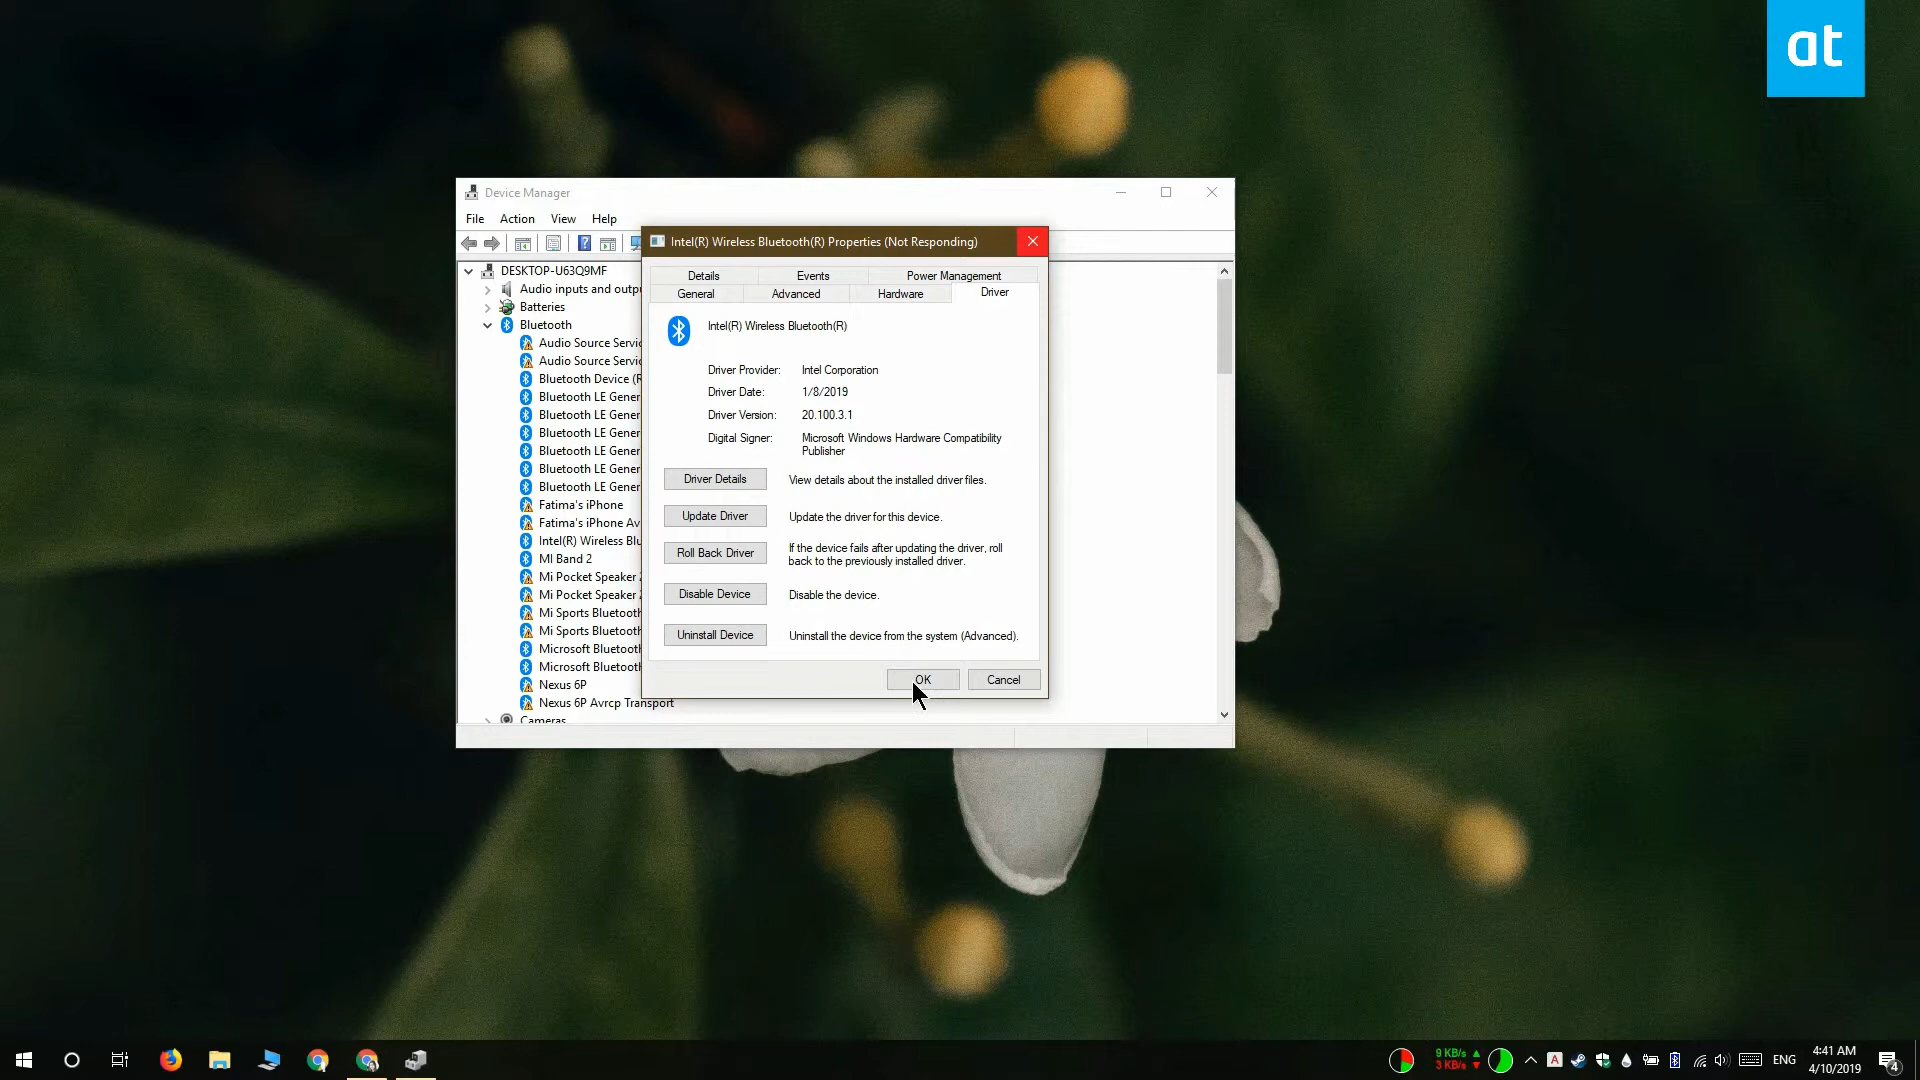 at
Device Manager
File Action View Help
Intel(R) Wireless Bluetooth(R) Properties (Not Responding)
Details Events Power Management
General Advanced Hardware Driver
Intel(R) Wireless Bluetooth(R)
Driver Provider: Intel Corporation
Driver Date: 1/8/2019
Driver Version: 20.100.3.1
Digital Signer: Microsoft Windows Hardware Compatibility
Publisher
Driver Details View details about the installed driver files.
Update Driver Update the driver for this device.
Roll Back Driver If the device fails after updating the driver, roll
back to the previously installed driver.
Disable Device Disable the device.
Uninstall Device Uninstall the device from the system (Advanced).
OK Cancel
DESKTOP-U63Q9MF
Audio inputs and outpu
Batteries
Bluetooth
Audio Source Servic
Audio Source Servic
Bluetooth Device (R
Bluetooth LE Gener
Bluetooth LE Gener
Bluetooth LE Gener
Bluetooth LE Gener
Bluetooth LE Gener
Bluetooth LE Gener
Fatima's iPhone
Fatima's iPhone Av
Intel(R) Wireless Blu
MI Band 2
Mi Pocket Speaker 2
Mi Pocket Speaker 2
Mi Sports Bluetooth
Mi Sports Bluetooth
Microsoft Bluetooth
Microsoft Bluetooth
Nexus 6P
Nexus 6P Avrcp Transport
Cameras
9 KB/s
3 KB/s
A
ENG
4:41 AM
4/10/2019
4